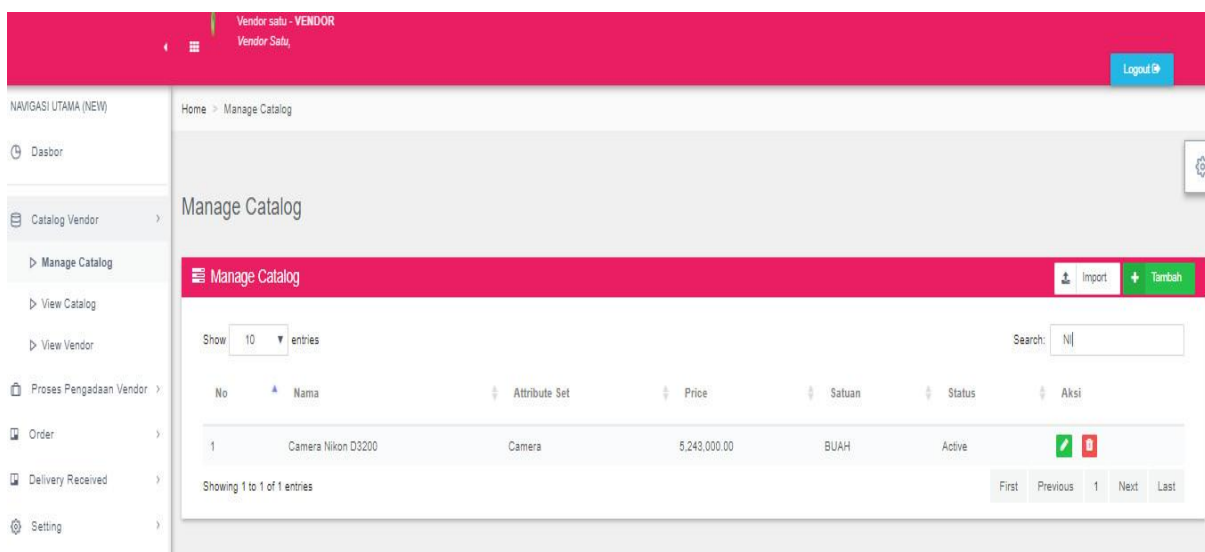 Vendor satu - VENDOR
Vendor Satu,
Logout
NAVIGASI UTAMA (NEW)
Dasbor
Catalog Vendor
Manage Catalog
View Catalog
View Vendor
Proses Pengadaan Vendor
Order
Delivery Received
Setting
Home > Manage Catalog
Manage Catalog
Manage Catalog
Import
Tambah
Show 10 entries
Search: NI
No Nama Attribute Set Price Satuan Status Aksi
1 Camera Nikon D3200 Camera 5,243,000.00 BUAH Active
Showing 1 to 1 of 1 entries
First Previous 1 Next Last